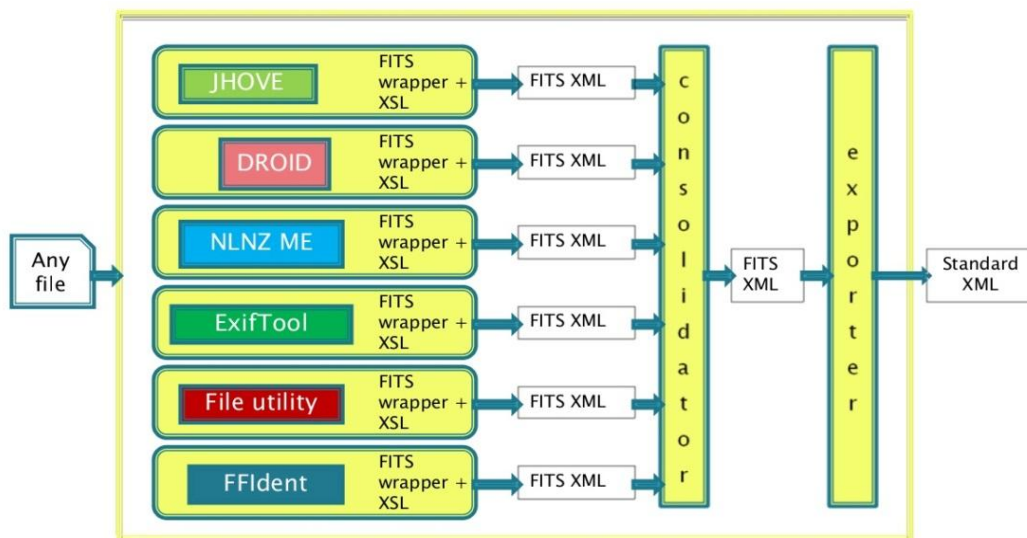 Any
file
JHOVE
FITS
wrapper +
XSL
FITS XML
DROID
FITS
wrapper +
XSL
FITS XML
NLNZ ME
FITS
wrapper +
XSL
FITS XML
ExifTool
FITS
wrapper +
XSL
FITS XML
File utility
FITS
wrapper +
XSL
FITS XML
FFIdent
FITS
wrapper +
XSL
FITS XML
consolidator
FITS
XML
exporter
Standard
XML